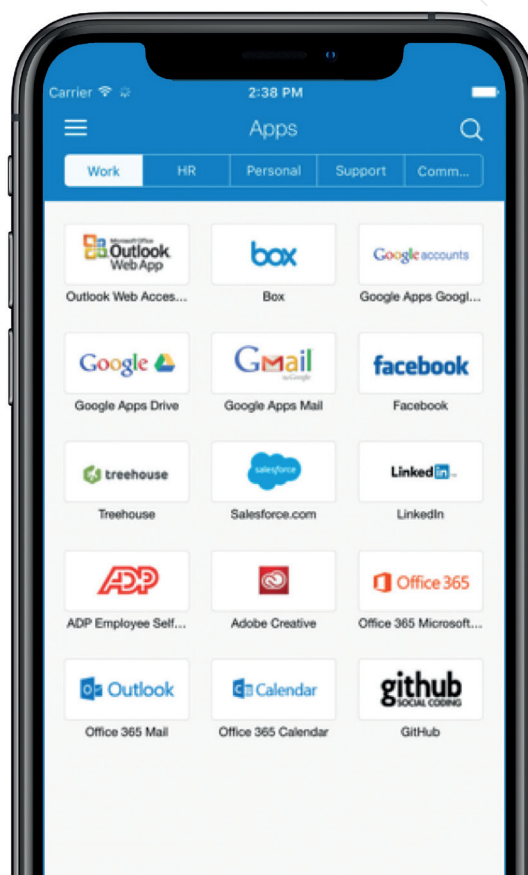 Carrier
2:38 PM
Apps
Work
HR
Personal
Support
Comm...
Microsoft Office
Outlook
Web App
box
Google accounts
Outlook Web Acces...
Box
Google Apps Googl...
Google
GMail
by Google
facebook
Google Apps Drive
Google Apps Mail
Facebook
treehouse
salesforce
Linked in
Treehouse
Salesforce.com
LinkedIn
ADP
Office 365
ADP Employee Self...
Adobe Creative
Office 365 Microsoft...
Outlook
Calendar
github
SOCIAL CODING
Office 365 Mail
Office 365 Calendar
GitHub